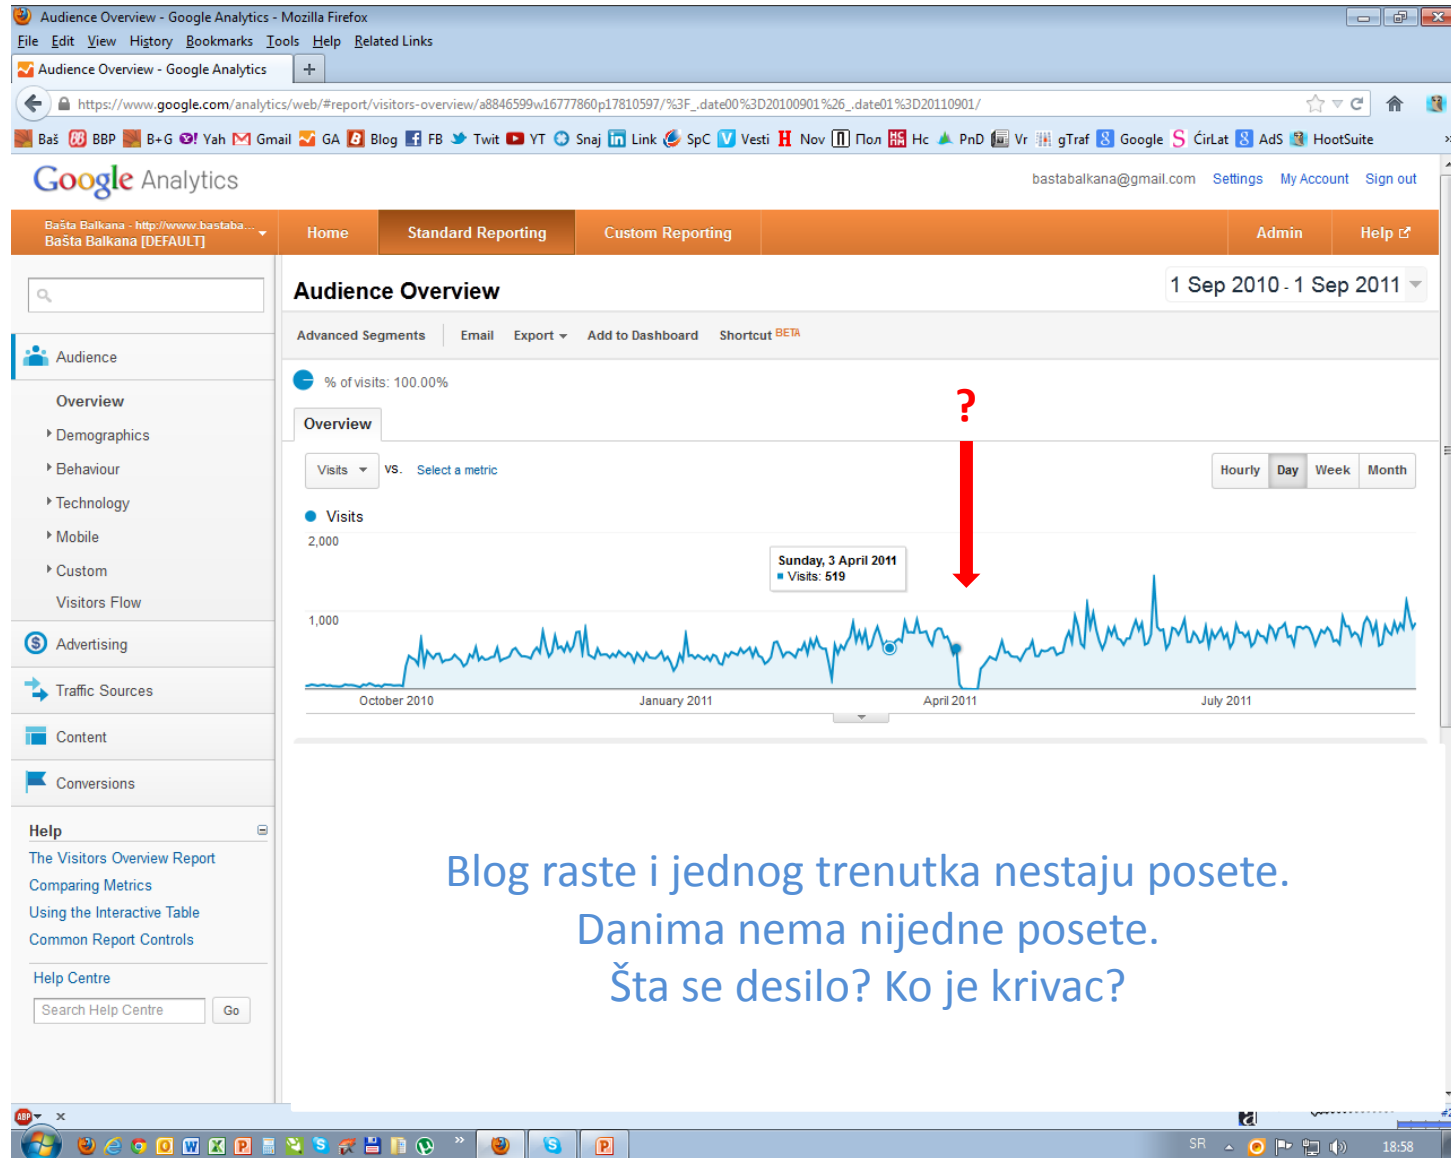 Audience Overview - Google Analytics - Mozilla Firefox
File Edit View History Bookmarks Tools Help Related Links
Audience Overview - Google Analytics +
https://www.google.com/analytics/web/#report/visitors-overview/a8846599w16777860p17810597/%3F_.date00%3D20100901%26_.date01%3D20110901/
Baš BBP B+G Yah Gmail GA Blog FB Twit YT Snaj Link SpC Vesti Nov Пол Нс PnD Vr gTraf Google ĆirLat AdS HootSuite »
Google Analytics
bastabalkana@gmail.com Settings My Account Sign out
Bašta Balkana - http://www.bastaba...
Bašta Balkana [DEFAULT]
Home Standard Reporting Custom Reporting Admin Help
Audience Overview
1 Sep 2010 - 1 Sep 2011
Advanced Segments Email Export Add to Dashboard Shortcut BETA
Audience
% of visits: 100.00%
?
Overview
Overview
Demographics
Behaviour
Technology
Mobile
Custom
Visitors Flow
Advertising
Traffic Sources
Content
Conversions
Visits VS. Select a metric
Hourly Day Week Month
Visits
2,000
Sunday, 3 April 2011
Visits: 519
1,000
October 2010 January 2011 April 2011 July 2011
Help
The Visitors Overview Report
Comparing Metrics
Using the Interactive Table
Common Report Controls
Help Centre
Search Help Centre Go
Blog raste i jednog trenutka nestaju posete.
Danima nema nijedne posete.
Šta se desilo? Ko je krivac?
ABP x
SR 18:58